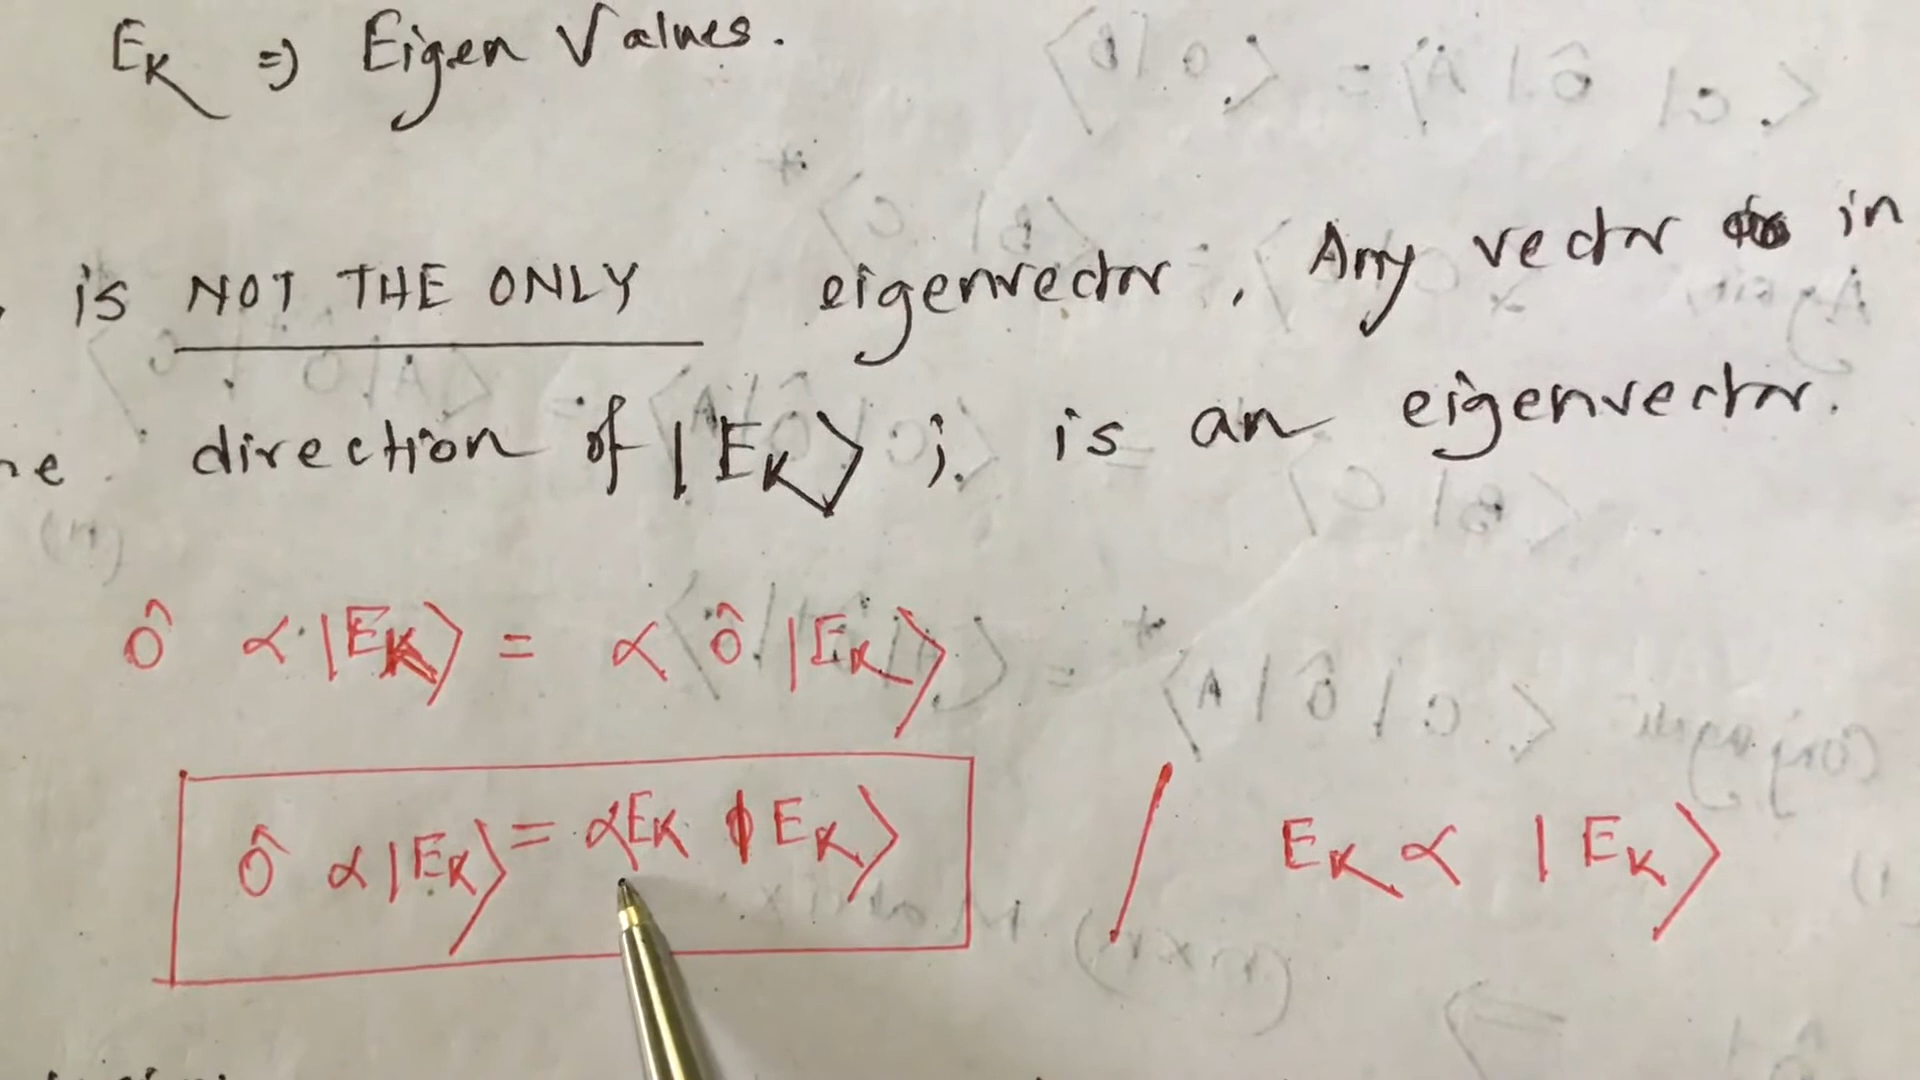 E_K ⇒ Eigen Values.
is NOT THE ONLY eigenvector. Any vector in
direction of |E_K⟩ ; is an eigenvector.
Ô α |E_K⟩ = α Ô |E_K⟩
Ô α |E_K⟩ = α E_K |E_K⟩ / E_K α |E_K⟩